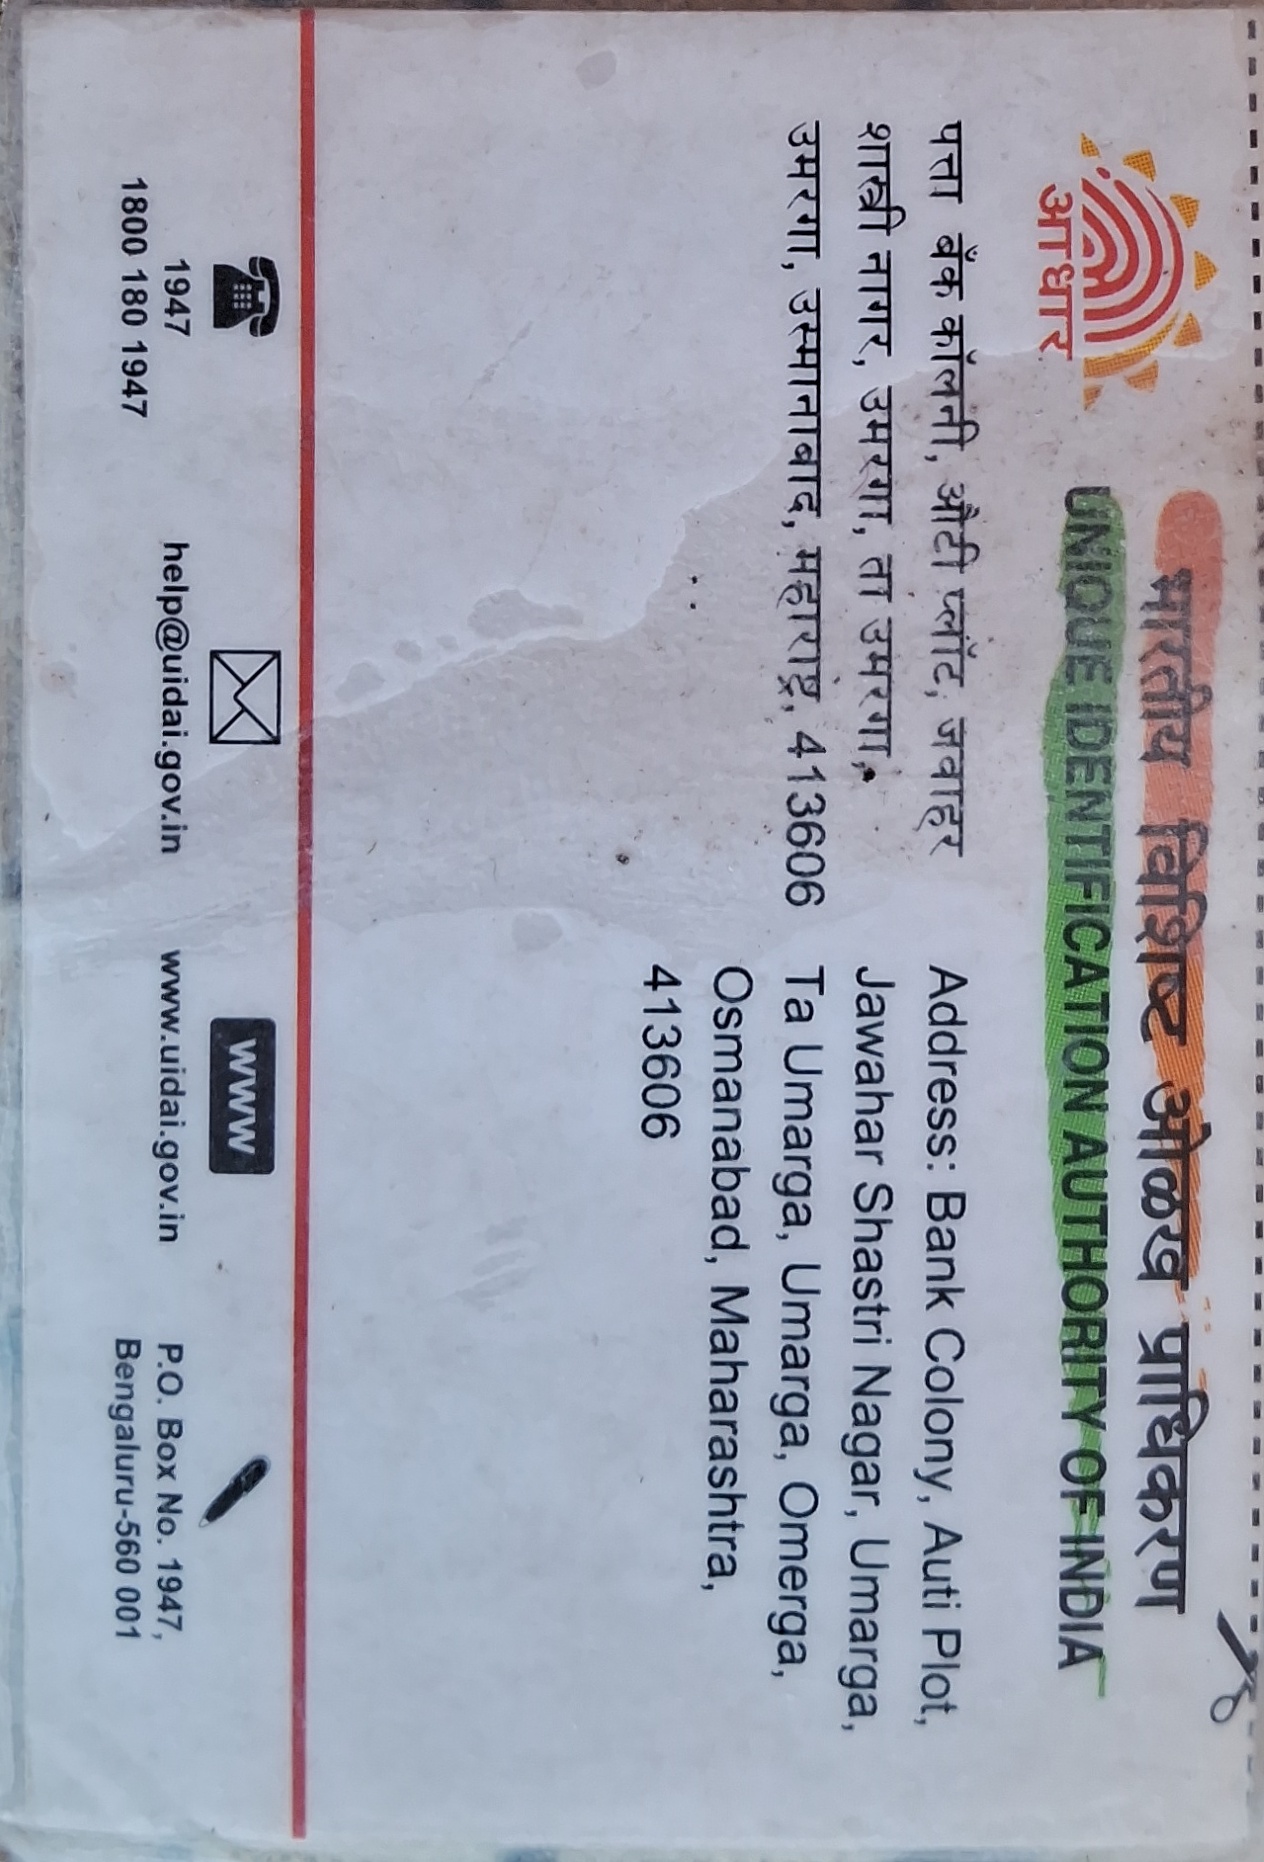 भारतीय विशिष्ट ओळख प्राधिकरण
UNIQUE IDENTIFICATION AUTHORITY OF INDIA
आधार
पत्ता बँक कॉलनी, औटी प्लॉट, जवाहर
शास्त्री नागर, उमरगा, ता उमरगा,
उमरगा, उस्मानाबाद, महाराष्ट्र, 413606
Address: Bank Colony, Auti Plot,
Jawahar Shastri Nagar, Umarga,
Ta Umarga, Umarga, Omerga,
Osmanabad, Maharashtra,
413606
1947
1800 180 1947
help@uidai.gov.in
www
www.uidai.gov.in
P.O. Box No. 1947,
Bengaluru-560 001